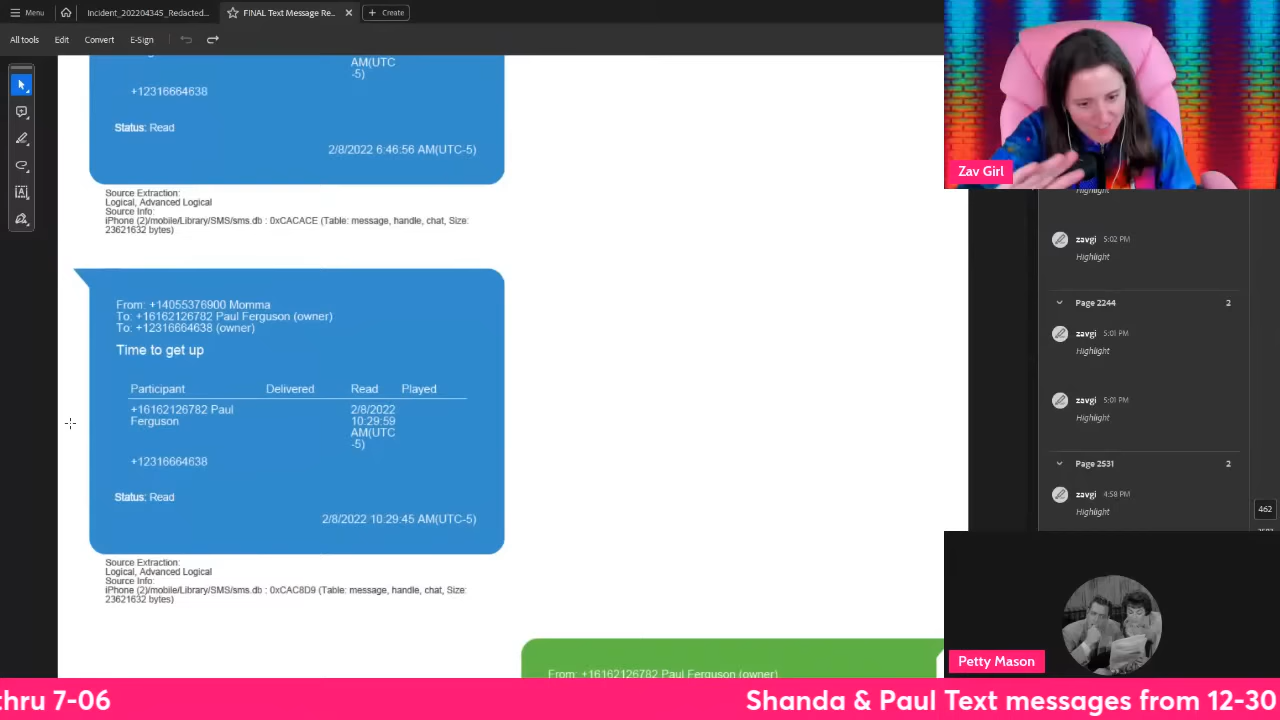 Menu
Incident_202204345_Redacted...
FINAL Text Message Re...
Create
All tools
Edit
Convert
E-Sign
AM(UTC
-5)
+12316664638
Status: Read
2/8/2022 6:46:56 AM(UTC-5)
Source Extraction:
Logical, Advanced Logical
Source Info:
iPhone (2)/mobile/Library/SMS/sms.db : 0xCACACE (Table: message, handle, chat, Size:
23621632 bytes)
From: +14055376900 Momma
To: +16162126782 Paul Ferguson (owner)
To: +12316664638 (owner)
Time to get up
Participant Delivered Read Played
+16162126782 Paul
Ferguson
2/8/2022
10:29:59
AM(UTC
-5)
+12316664638
Status: Read
2/8/2022 10:29:45 AM(UTC-5)
Source Extraction:
Logical, Advanced Logical
Source Info:
iPhone (2)/mobile/Library/SMS/sms.db : 0xCAC8D9 (Table: message, handle, chat, Size:
23621632 bytes)
From: +16162126782 Paul Ferguson (owner)
Zav Girl
Highlight
zavgi 5:02 PM
Highlight
Page 2244 2
zavgi 5:01 PM
Highlight
zavgi 5:01 PM
Highlight
Page 2531 2
zavgi 4:58 PM
Highlight
462
Petty Mason
thru 7-06
Shanda & Paul Text messages from 12-30